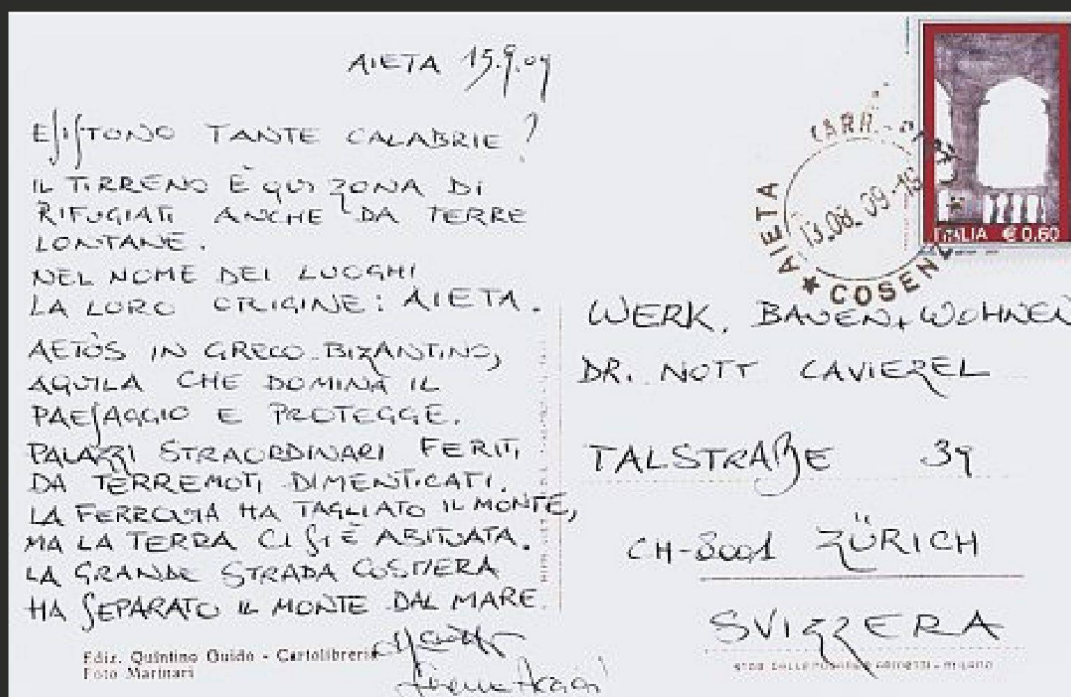 AIETA 15.9.09
ESISTONO TANTE CALABRIE?
IL TIRRENO È QUI ZONA DI
RIFUGIATI ANCHE DA TERRE
LONTANE.
NEL NOME DEI LUOGHI
LA LORO ORIGINE: AIETA.
AETÒS IN GRECO-BIZANTINO,
AQUILA CHE DOMINA IL
PAESAGGIO E PROTEGGE.
PALAZZI STRAORDINARI FERITI
DA TERREMOTI DIMENTICATI.
LA FERROVIA HA TAGLIATO IL MONTE,
MA LA TERRA CI SI È ABITUATA.
LA GRANDE STRADA COSTIERA
HA SEPARATO IL MONTE DAL MARE.
Ediz. Quintino Guido - Cartolibreria
Foto Marinari
ITALIA € 0,60
AIETA
COSENZA
WERK, BAUEN + WOHNEN
DR. NOTT CAVIEZEL
TALSTRAßE 39
CH-8001 ZÜRICH
SVIZZERA